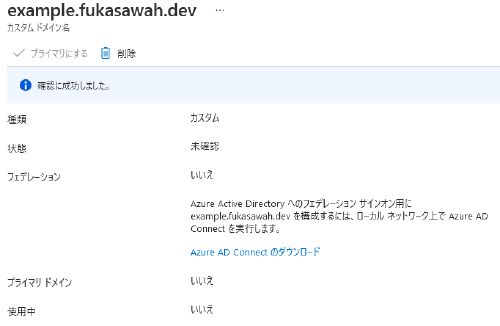 example.fukasawah.dev ...
カスタム ドメイン名
プライマリにする 削除
確認に成功しました。
種類 カスタム
状態 未確認
フェデレーション いいえ
Azure Active Directory へのフェデレーション サインオン用に
example.fukasawah.dev を構成するには、ローカル ネットワーク上で Azure AD
Connect を実行します。
Azure AD Connect のダウンロード
プライマリ ドメイン いいえ
使用中 いいえ